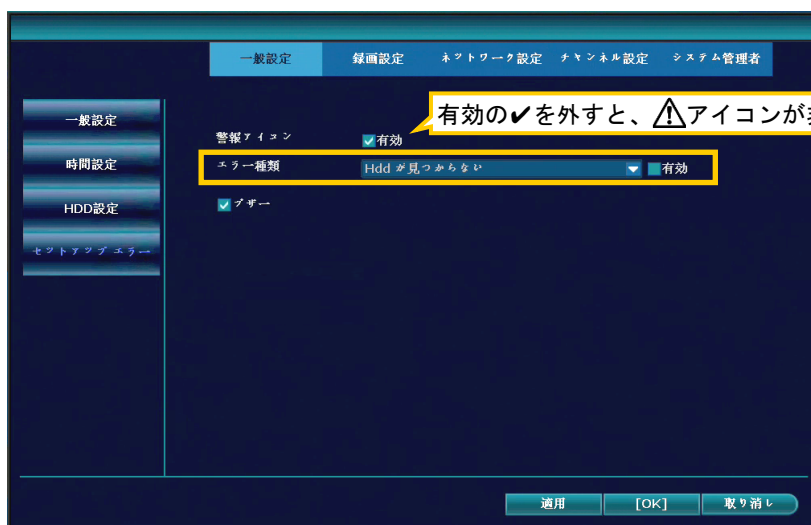 一般設定 録画設定 ネットワーク設定 チャンネル設定 システム管理者
有効の✔を外すと、⚠アイコンが
一般設定
警報アイコン ✔有効
時間設定
エラー種類 Hdd が見つからない 有効
HDD設定
✔ブザー
セットアップ エラー
適用 [OK] 取り消し